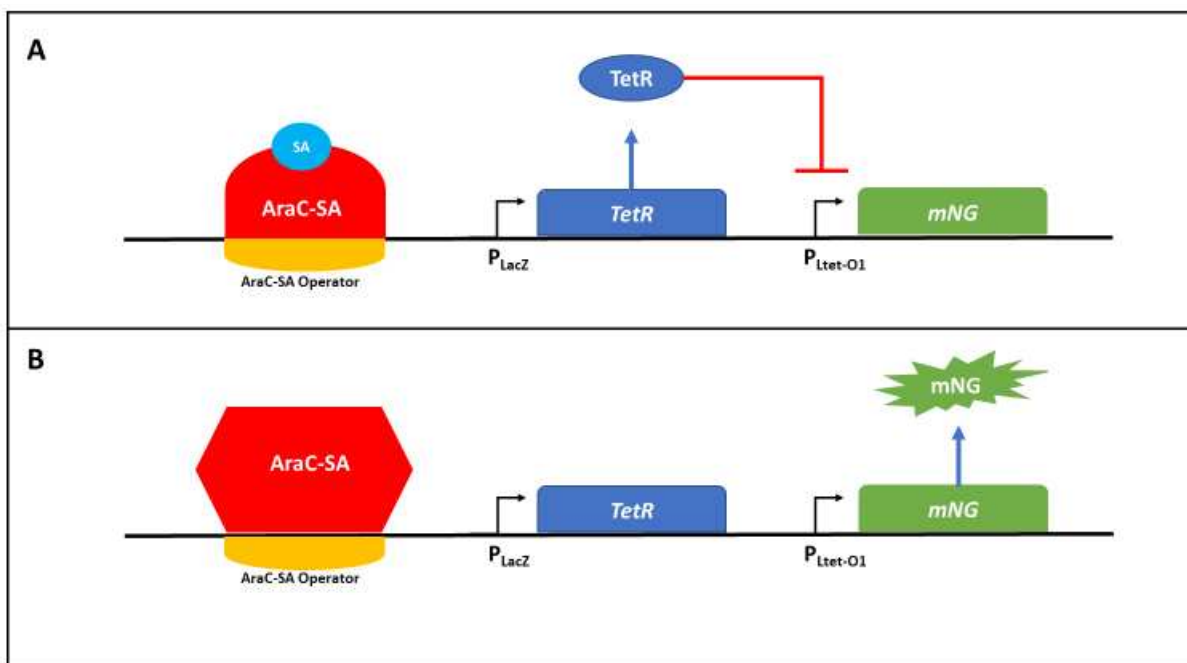 A
TetR
SA
AraC-SA
TetR
mNG
PLacZ
PLtet-O1
AraC-SA Operator
B
mNG
AraC-SA
TetR
mNG
PLacZ
PLtet-O1
AraC-SA Operator